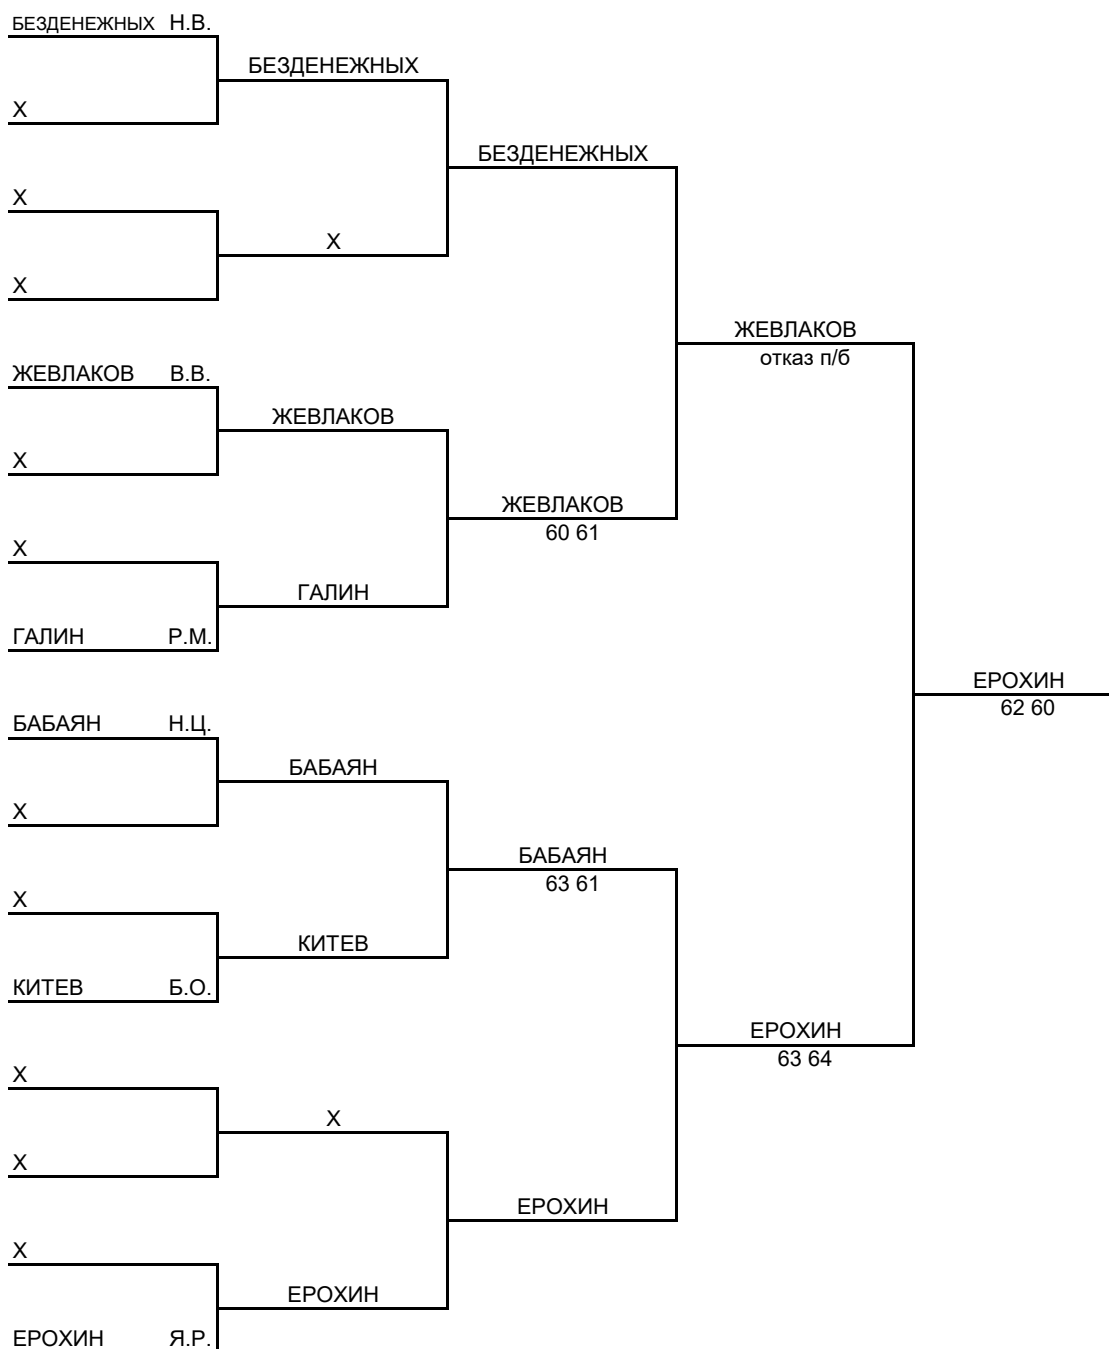 БЕЗДЕНЕЖНЫХ Н.В.
БЕЗДЕНЕЖНЫХ
Х
БЕЗДЕНЕЖНЫХ
Х
Х
Х
ЖЕВЛАКОВ
отказ п/б
ЖЕВЛАКОВ В.В.
ЖЕВЛАКОВ
Х
ЖЕВЛАКОВ
60 61
Х
ГАЛИН
ГАЛИН Р.М.
ЕРОХИН
62 60
БАБАЯН Н.Ц.
БАБАЯН
Х
БАБАЯН
63 61
Х
КИТЕВ
КИТЕВ Б.О.
ЕРОХИН
63 64
Х
Х
Х
ЕРОХИН
Х
ЕРОХИН
ЕРОХИН Я.Р.